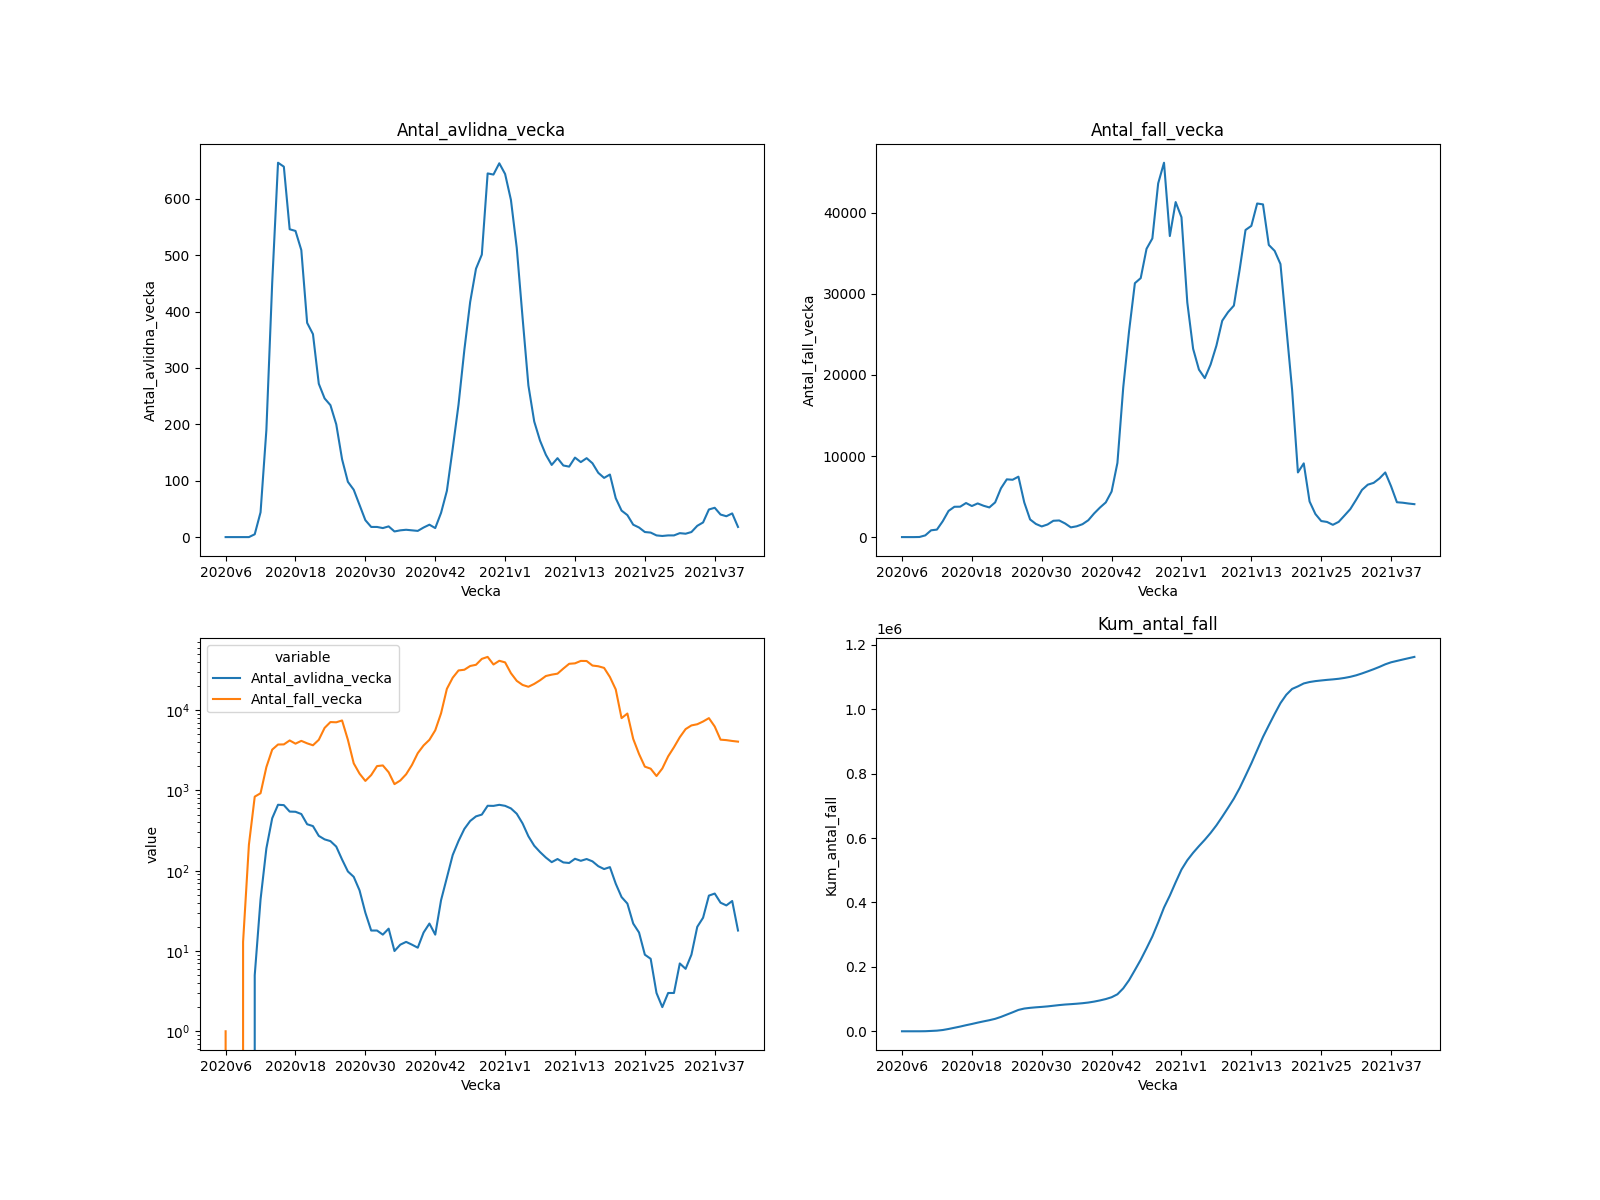 Antal_avlidna_vecka
Antal_avlidna_vecka
600
500
400
300
200
100
0
2020v6 2020v18 2020v30 2020v42 2021v1 2021v13 2021v25 2021v37
Vecka
Antal_fall_vecka
Antal_fall_vecka
40000
30000
20000
10000
0
2020v6 2020v18 2020v30 2020v42 2021v1 2021v13 2021v25 2021v37
Vecka
variable
Antal_avlidna_vecka
Antal_fall_vecka
value
10⁴
10³
10²
10¹
10⁰
2020v6 2020v18 2020v30 2020v42 2021v1 2021v13 2021v25 2021v37
Vecka
Kum_antal_fall
1e6
Kum_antal_fall
1.2
1.0
0.8
0.6
0.4
0.2
0.0
2020v6 2020v18 2020v30 2020v42 2021v1 2021v13 2021v25 2021v37
Vecka